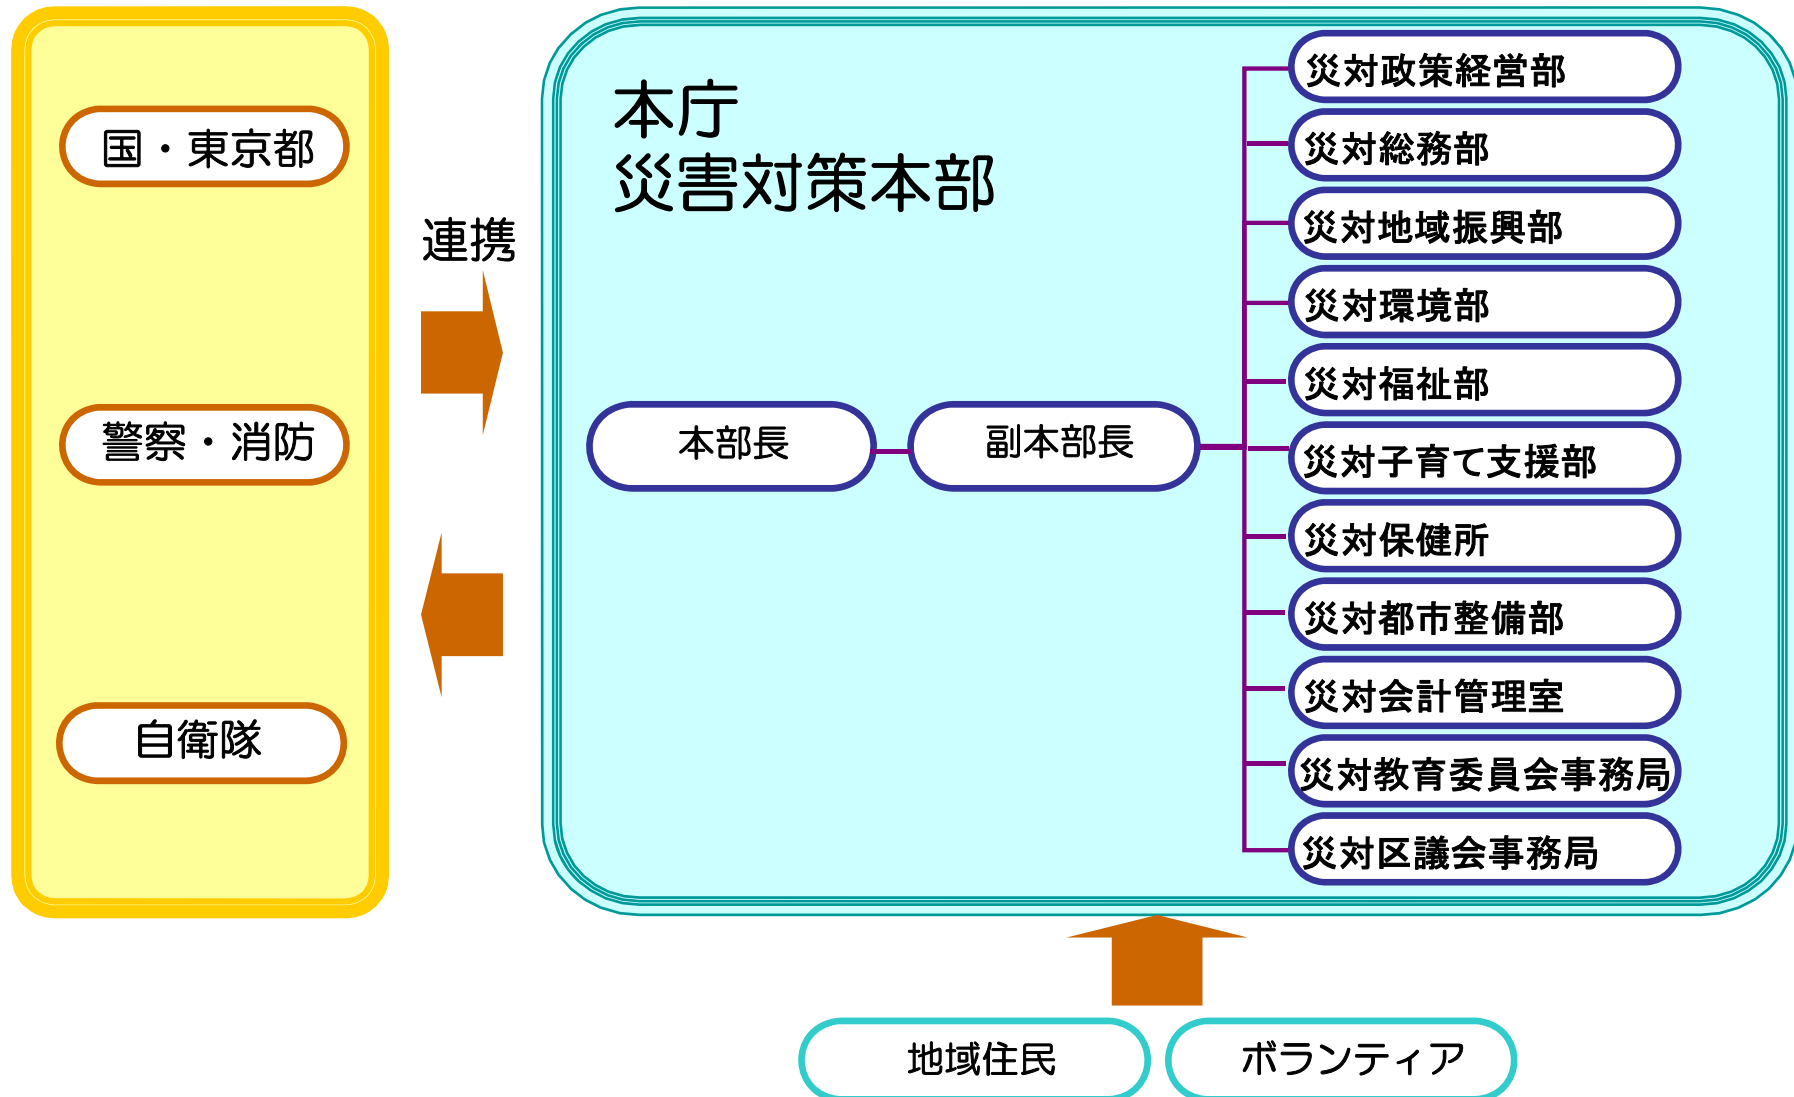 国・東京都
警察・消防
自衛隊
連携
本庁
災害対策本部
本部長
副本部長
災対政策経営部
災対総務部
災対地域振興部
災対環境部
災対福祉部
災対子育て支援部
災対保健所
災対都市整備部
災対会計管理室
災対教育委員会事務局
災対区議会事務局
地域住民
ボランティア